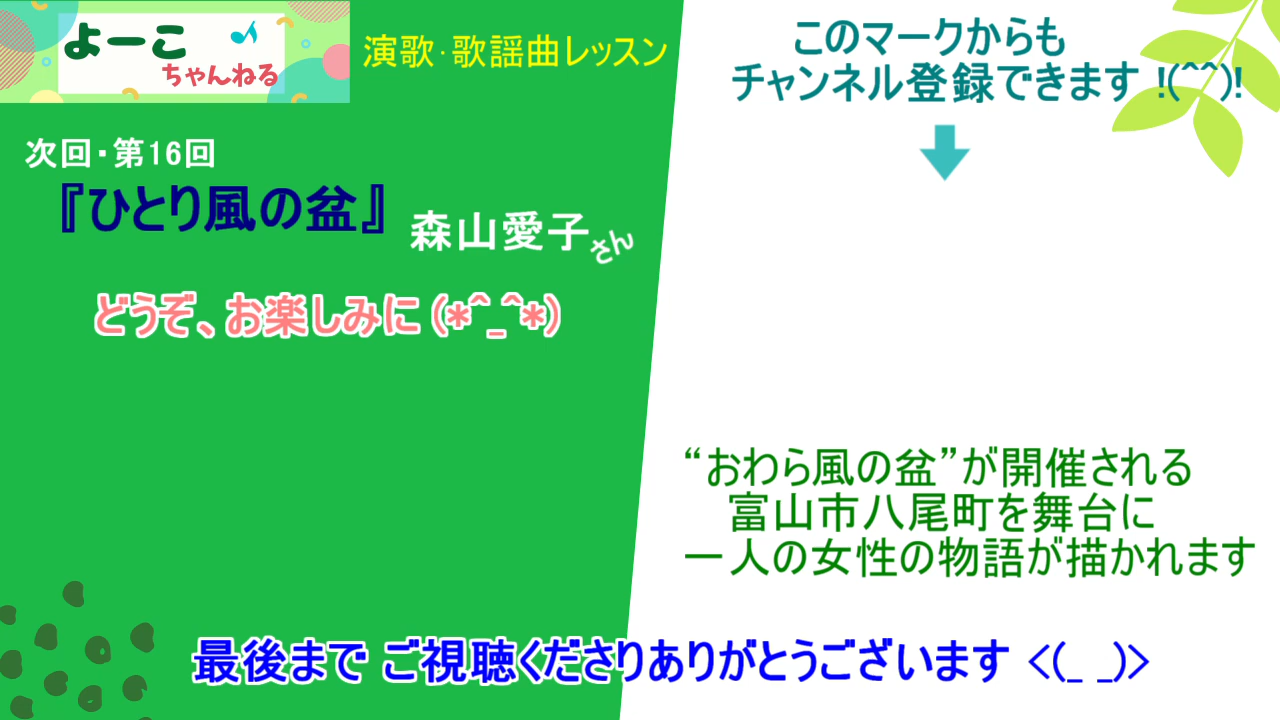 よーこ
ちゃんねる
演歌・歌謡曲レッスン
このマークからも
チャンネル登録できます !(^^)!
次回・第16回
『ひとり風の盆』 森山愛子さん
どうぞ、お楽しみに (*^_^*)
“おわら風の盆”が開催される
富山市八尾町を舞台に
一人の女性の物語が描かれます
最後まで ご視聴くださりありがとうございます <(_ _)>